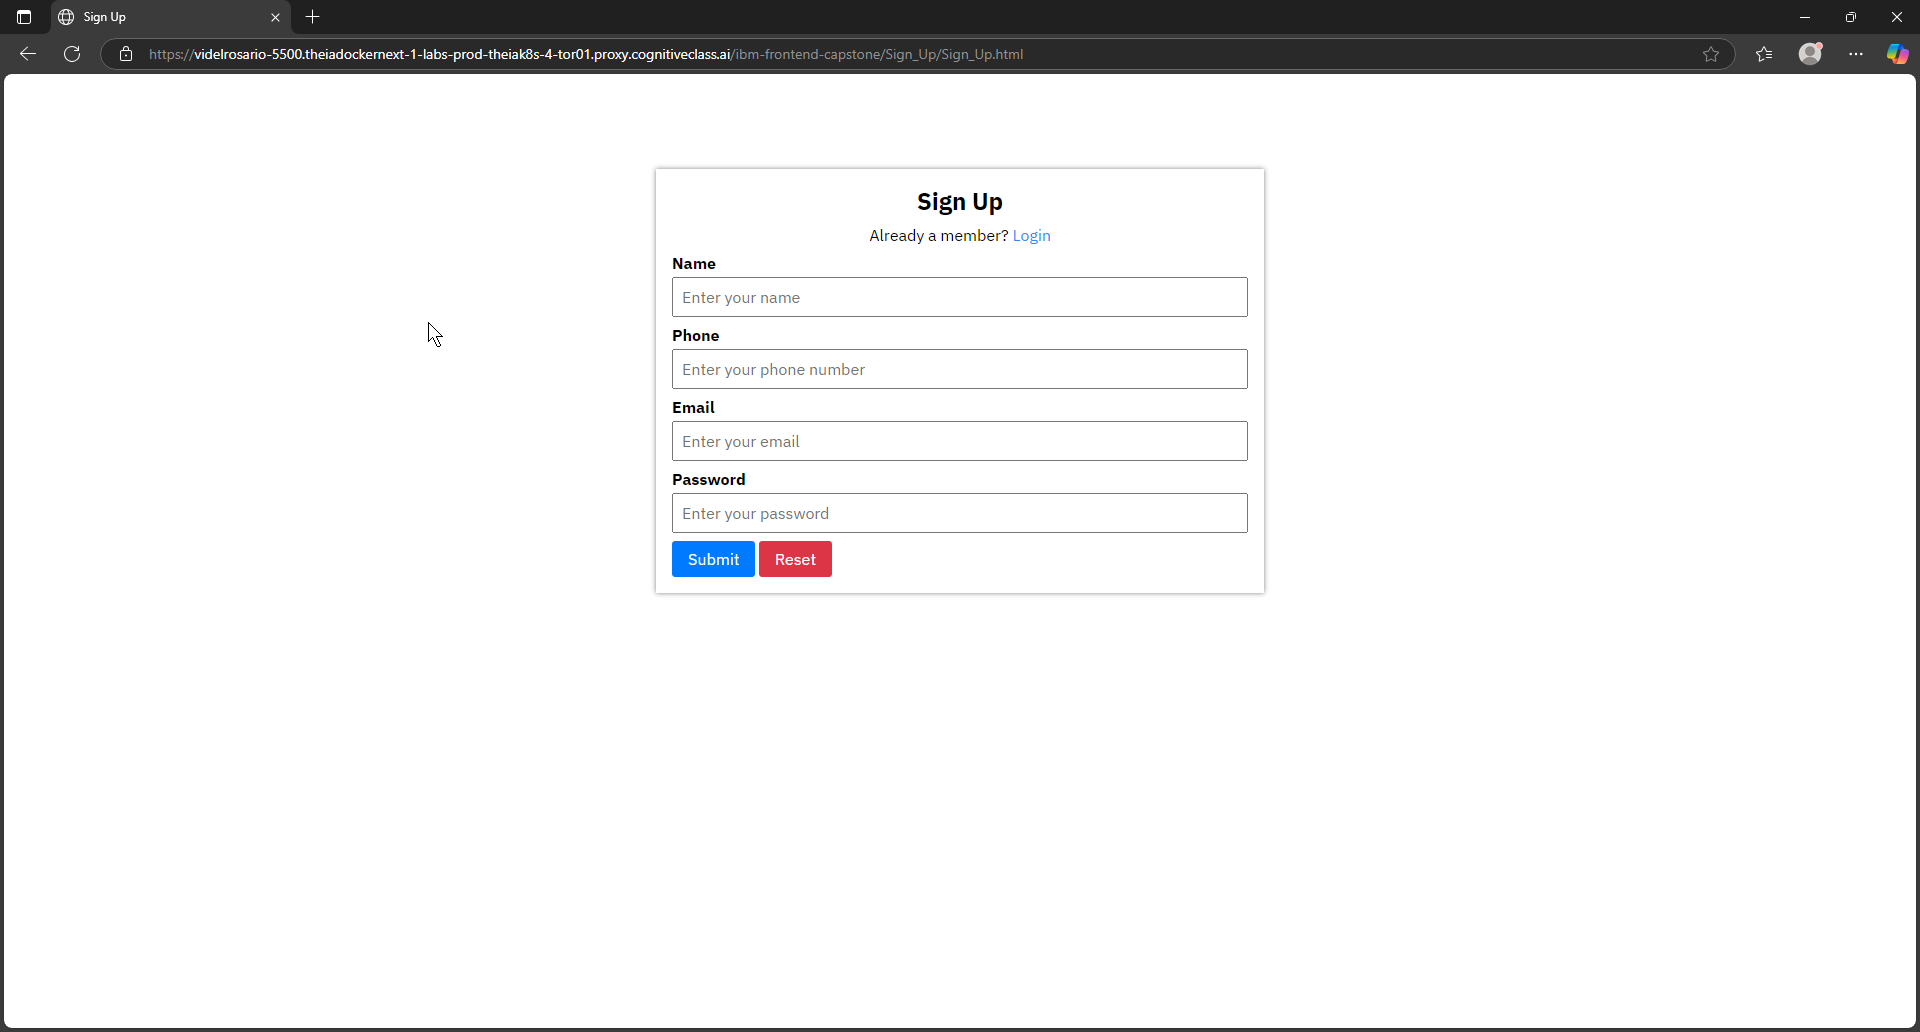 Sign Up
https://videlrosario-5500.theiadockernext-1-labs-prod-theiak8s-4-tor01.proxy.cognitiveclass.ai/ibm-frontend-capstone/Sign_Up/Sign_Up.html
Sign Up
Already a member? Login
Name
Enter your name
Phone
Enter your phone number
Email
Enter your email
Password
Enter your password
Submit Reset